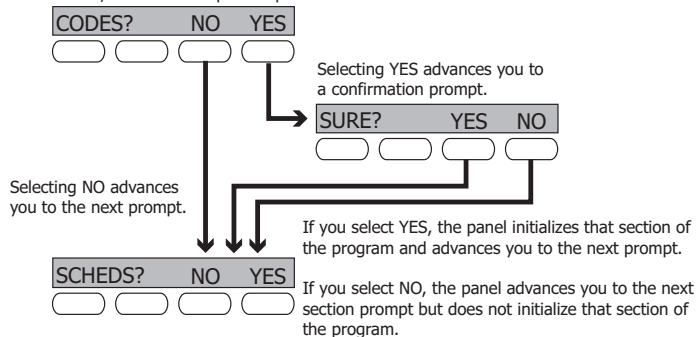 CODES? NO YES
Selecting YES advances you to
a confirmation prompt.
SURE? YES NO
Selecting NO advances
you to the next prompt.
If you select YES, the panel initializes that section of
the program and advances you to the next prompt.
SCHEDS? NO YES
If you select NO, the panel advances you to the next
section prompt but does not initialize that section of
the program.